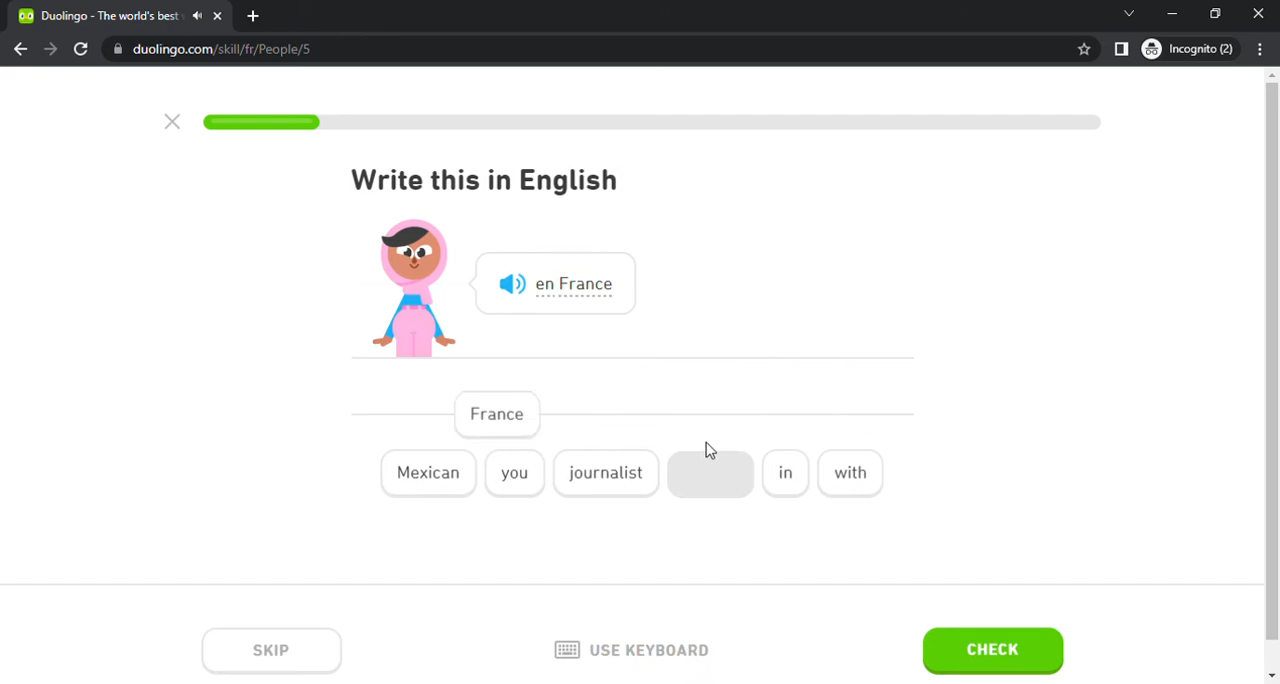 Duolingo - The world's best
duolingo.com/skill/fr/People/5
Incognito (2)
Write this in English
en France
France
Mexican you journalist in with
SKIP
USE KEYBOARD
CHECK